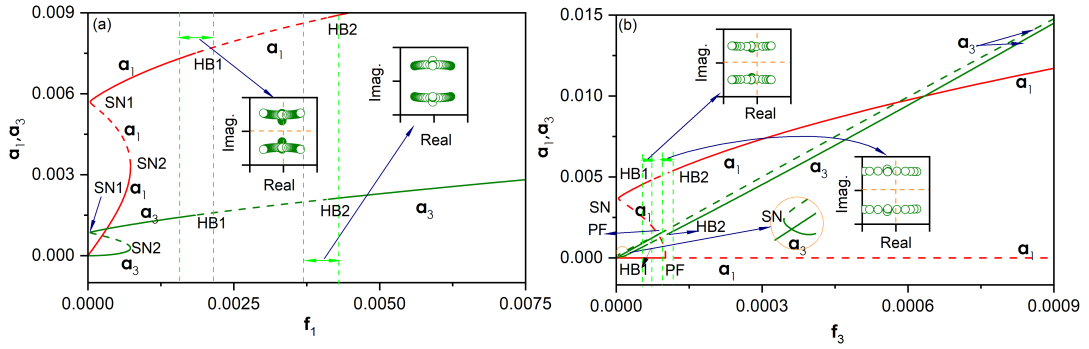 (a)
0.009
0.006
0.003
0.000
a₁,a₃
0.0000
0.0025
0.0050
0.0075
f₁
a₁
HB1
a₁
HB2
SN1
a₁
SN2
SN1
a₁
a₃
HB1
HB2
a₃
SN2
a₃
Imag.
Real
Imag.
Real
(b)
0.015
0.010
0.005
0.000
a₁,a₃
0.0000
0.0003
0.0006
0.0009
f₃
Imag.
Real
a₃
a₁
HB1
HB2
a₁
a₃
SN
a₁
PF
HB2
SN
a₃
Imag.
Real
HB1
PF
a₁
a₁